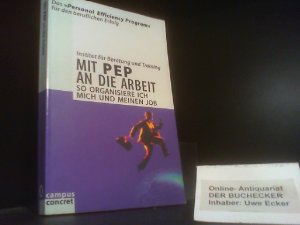 Das »Personal Efficiency Program«
für den beruflichen Erfolg
Institut für Beratung und Training
MIT PEP
AN DIE ARBEIT
SO ORGANISIERE ICH
MICH UND MEINEN JOB
campus
concret
Online- Antiquariat
DER BUCHECKER
Inhaber: Uwe Ecker